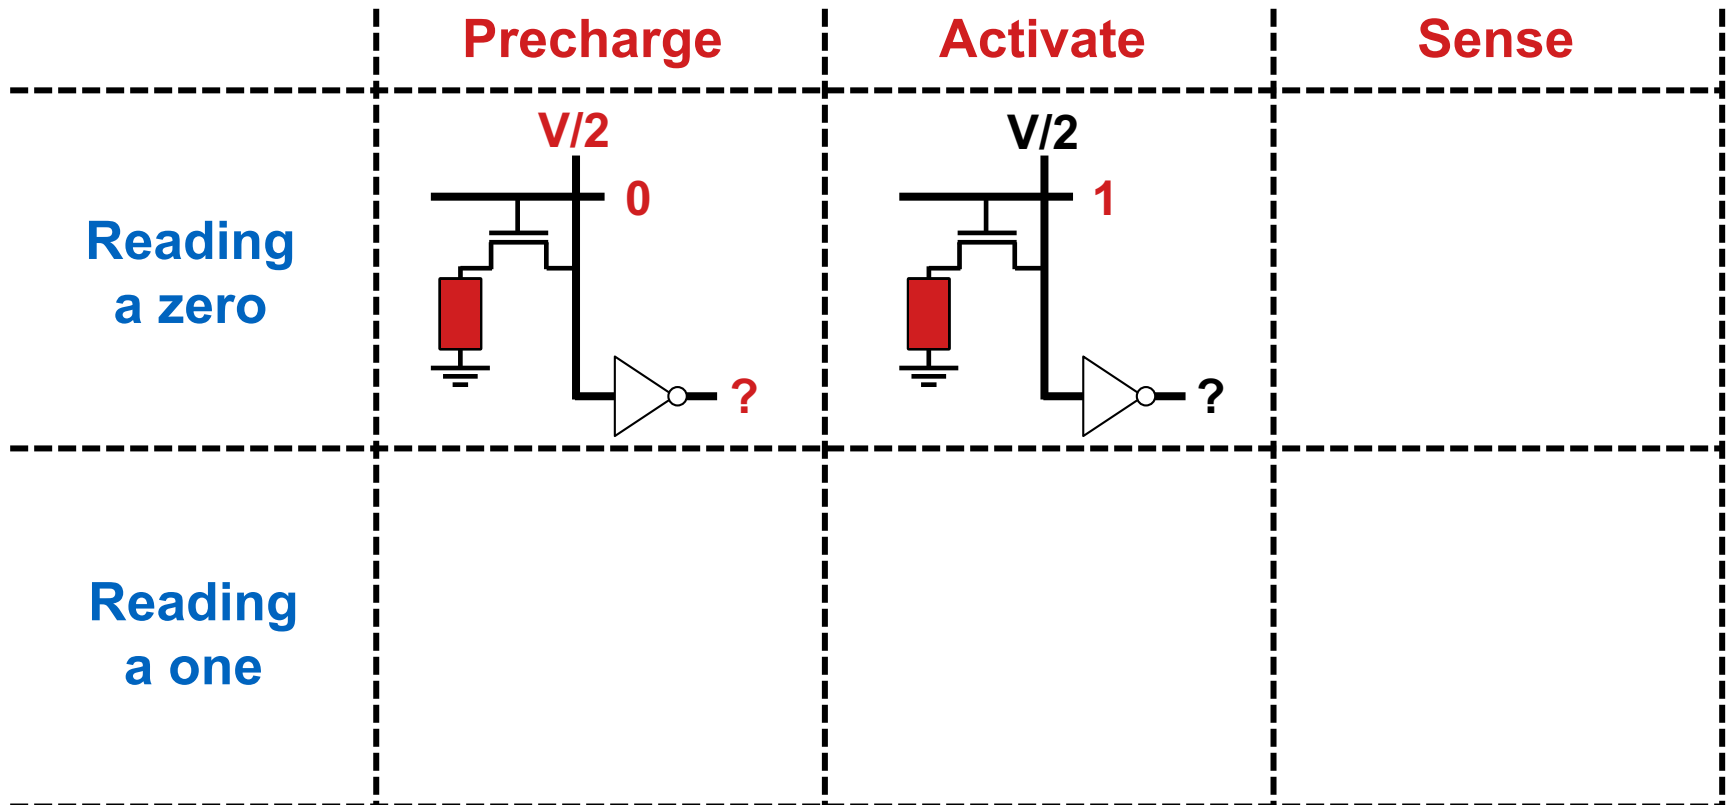 Precharge
Activate
Sense
Reading
a zero
V/2
0
?
V/2
1
?
Reading
a one